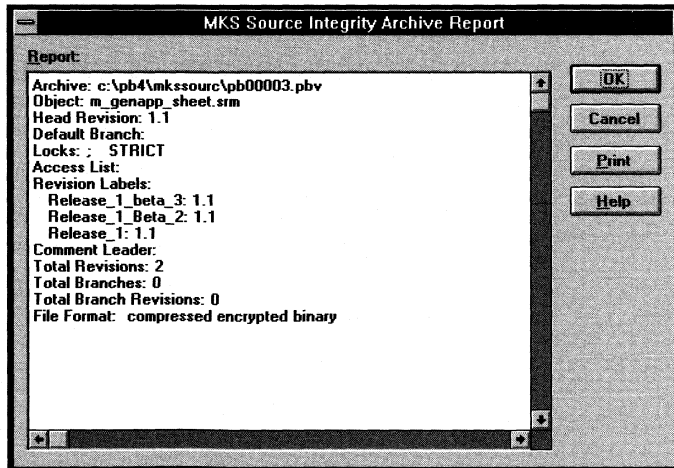 MKS Source Integrity Archive Report
Report:
Archive: c:\pb4\mkssourc\pb00003.pbv
Object: m_genapp_sheet.srm
Head Revision: 1.1
Default Branch:
Locks: ;   STRICT
Access List:
Revision Labels:
Release_1_beta_3: 1.1
Release_1_Beta_2: 1.1
Release_1: 1.1
Comment Leader:
Total Revisions: 2
Total Branches: 0
Total Branch Revisions: 0
File Format:  compressed encrypted binary
OK
Cancel
Print
Help